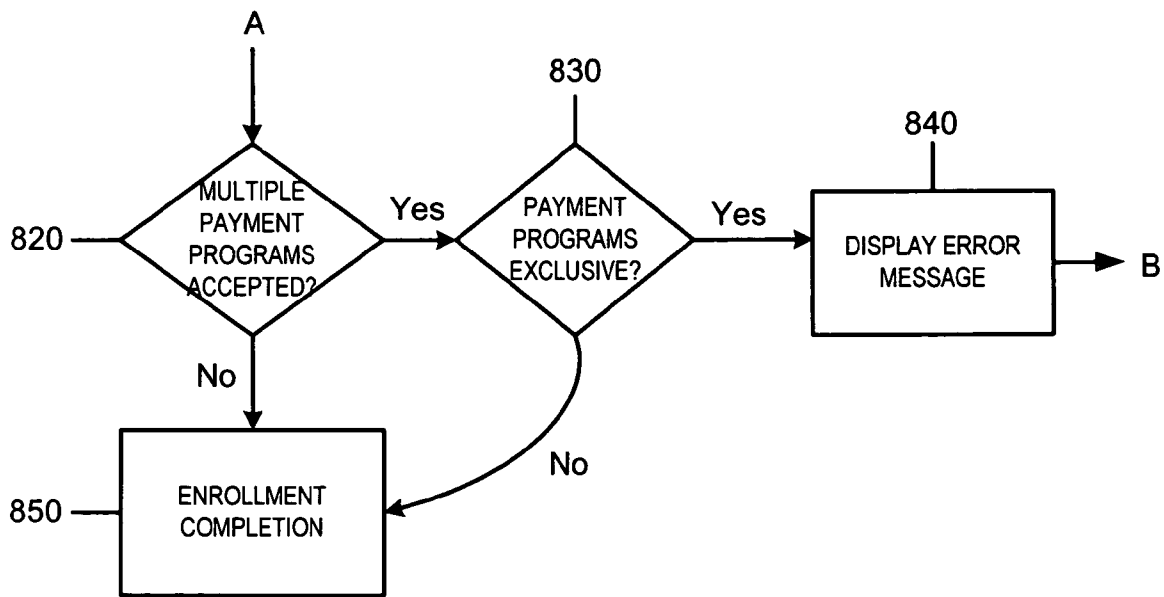 A
830
840
MULTIPLE
PAYMENT
PROGRAMS
ACCEPTED?
820
Yes
PAYMENT
PROGRAMS
EXCLUSIVE?
Yes
DISPLAY ERROR
MESSAGE
B
No
No
850
ENROLLMENT
COMPLETION